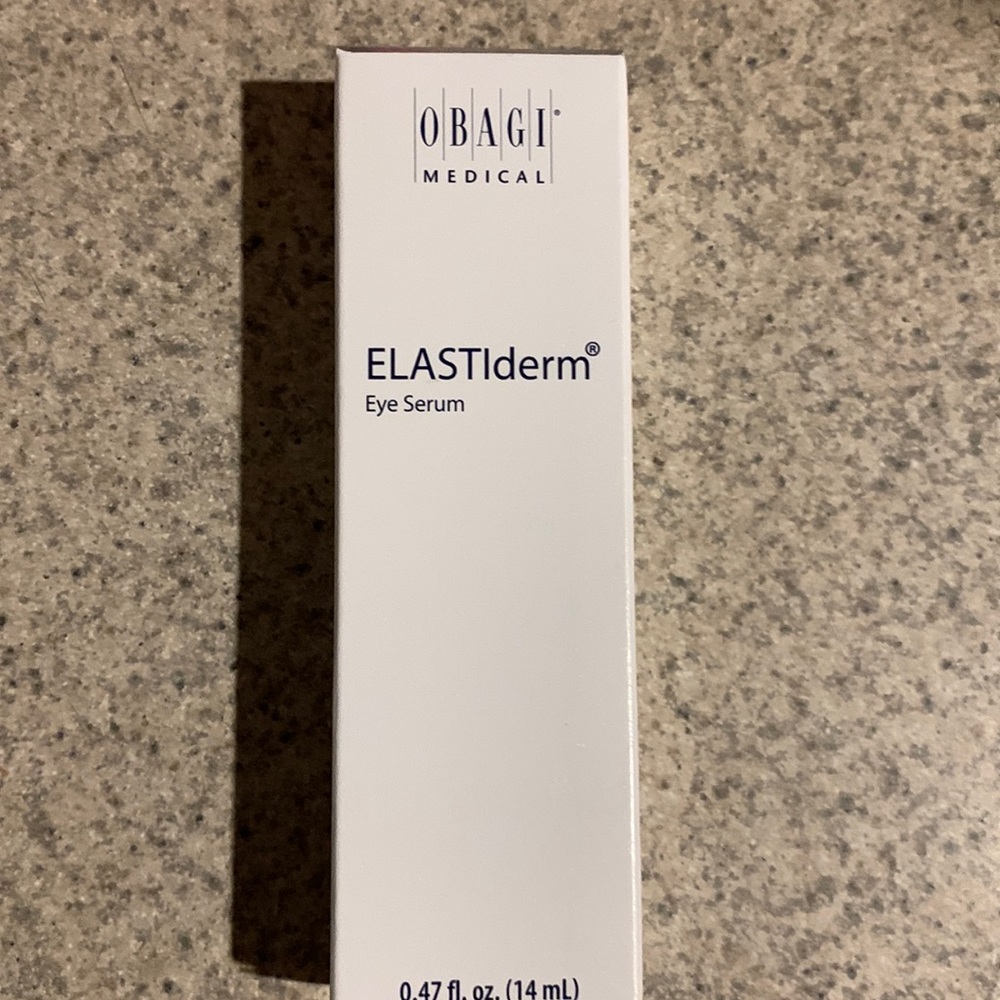 OBAGI®
MEDICAL
ELASTIderm®
Eye Serum
0.47 fl. oz. (14 mL)